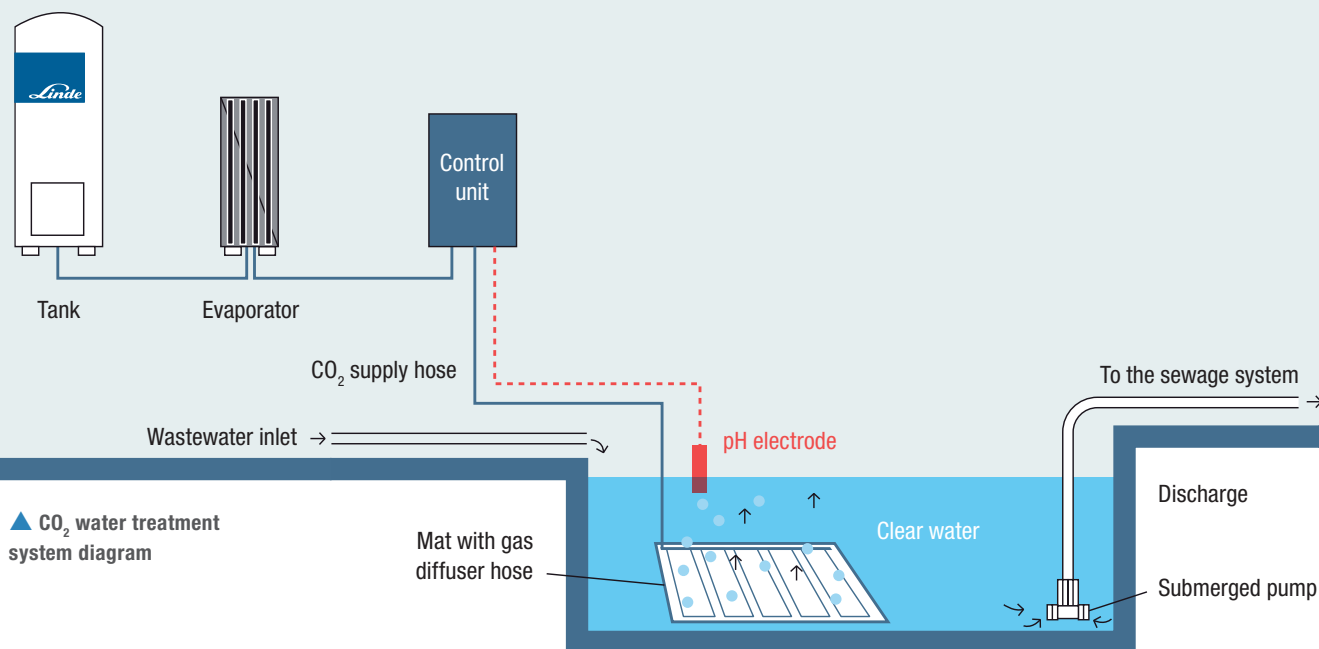 Linde
Control
unit
Tank
Evaporator
CO₂ supply hose
To the sewage system
Wastewater inlet
pH electrode
Discharge
▲ CO₂ water treatment
system diagram
Clear water
Mat with gas
diffuser hose
Submerged pump